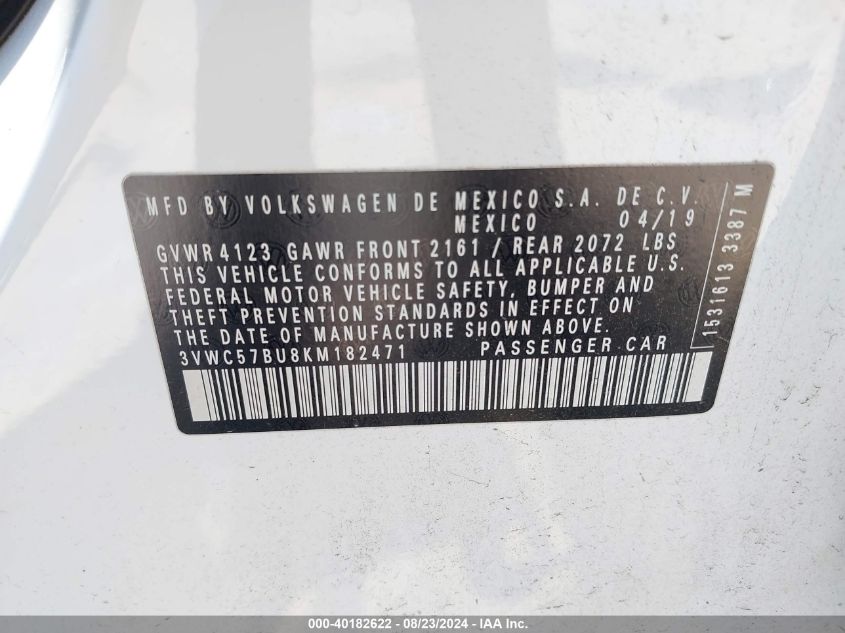 MFD BY VOLKSWAGEN DE MEXICO S.A. DE C.V.
MEXICO 04/19
GVWR 4123 GAWR FRONT 2161 / REAR 2072 LBS
THIS VEHICLE CONFORMS TO ALL APPLICABLE U.S.
FEDERAL MOTOR VEHICLE SAFETY, BUMPER AND
THEFT PREVENTION STANDARDS IN EFFECT ON
THE DATE OF MANUFACTURE SHOWN ABOVE.
3VWC57BU8KM182471 PASSENGER CAR
1531613 3387 M
000-40182622 - 08/23/2024 - IAA Inc.